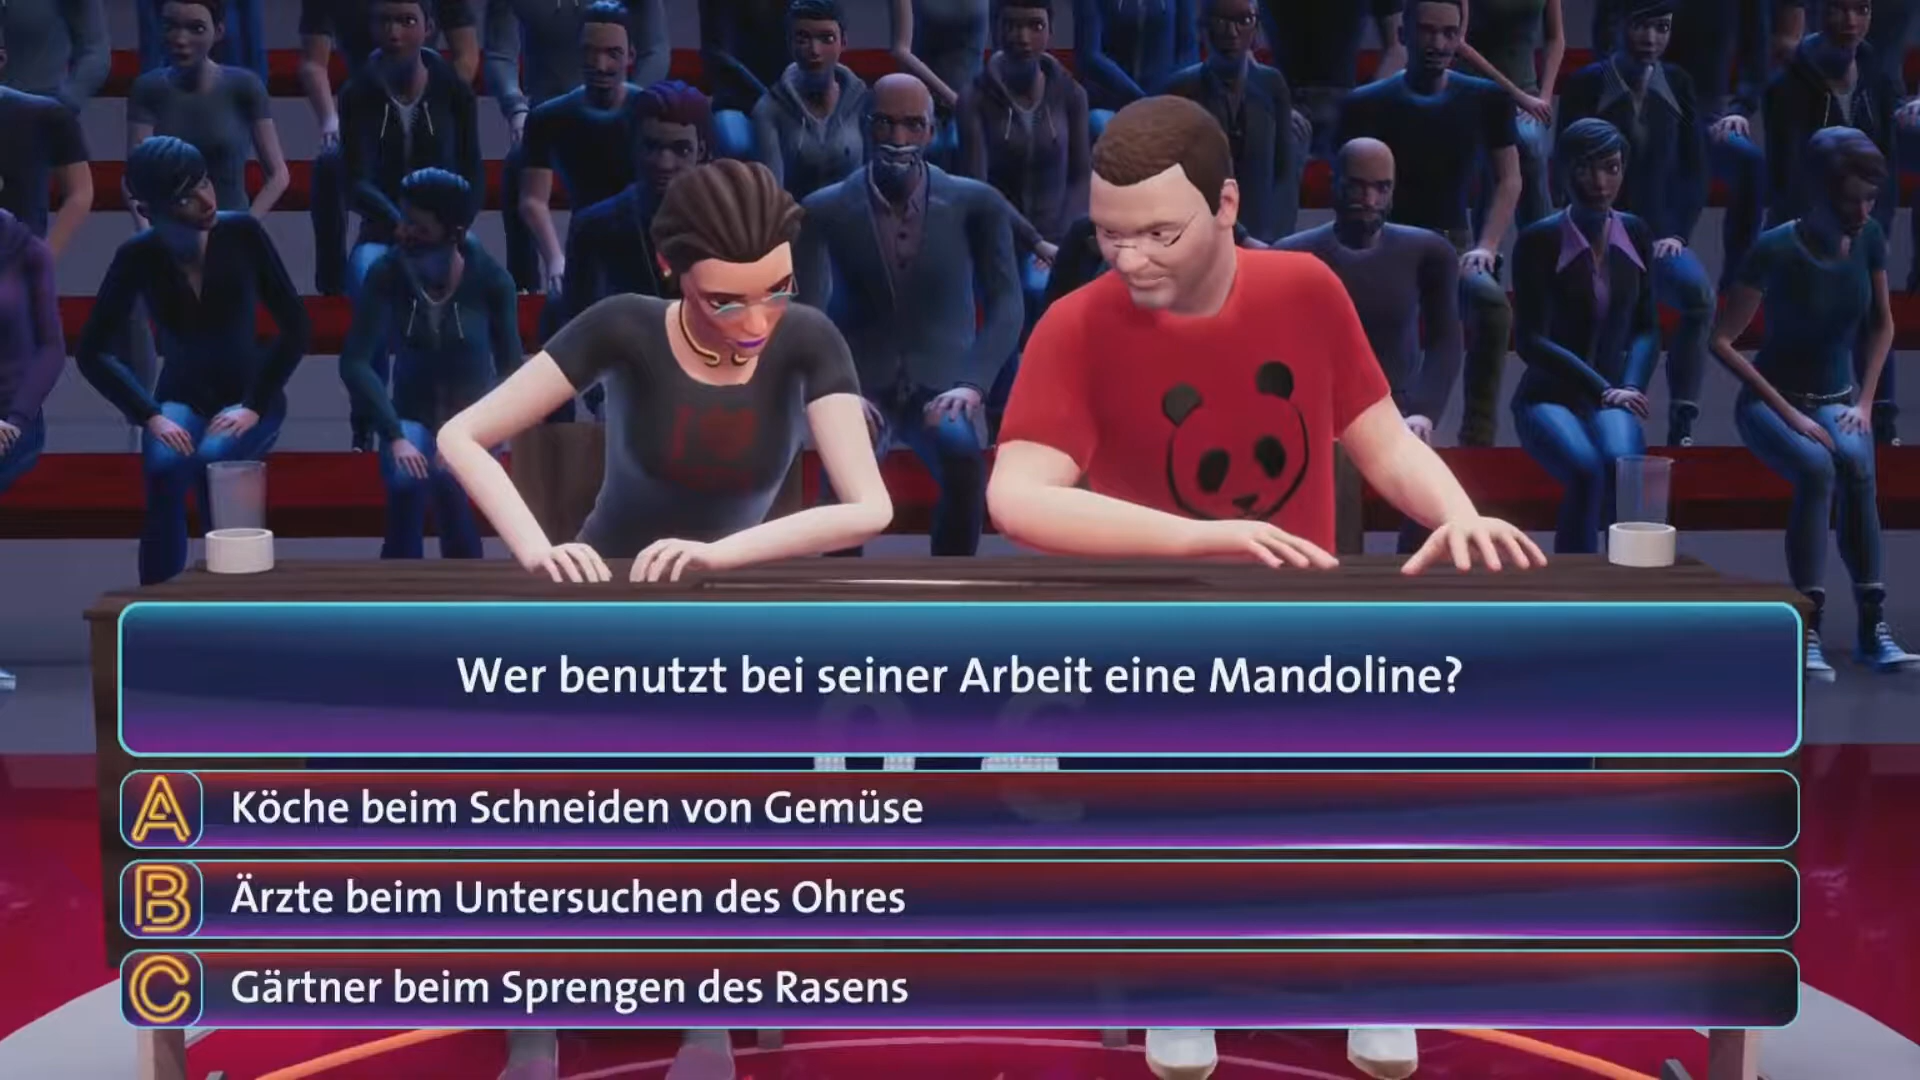 Wer benutzt bei seiner Arbeit eine Mandoline?
A Köche beim Schneiden von Gemüse
B Ärzte beim Untersuchen des Ohres
C Gärtner beim Sprengen des Rasens